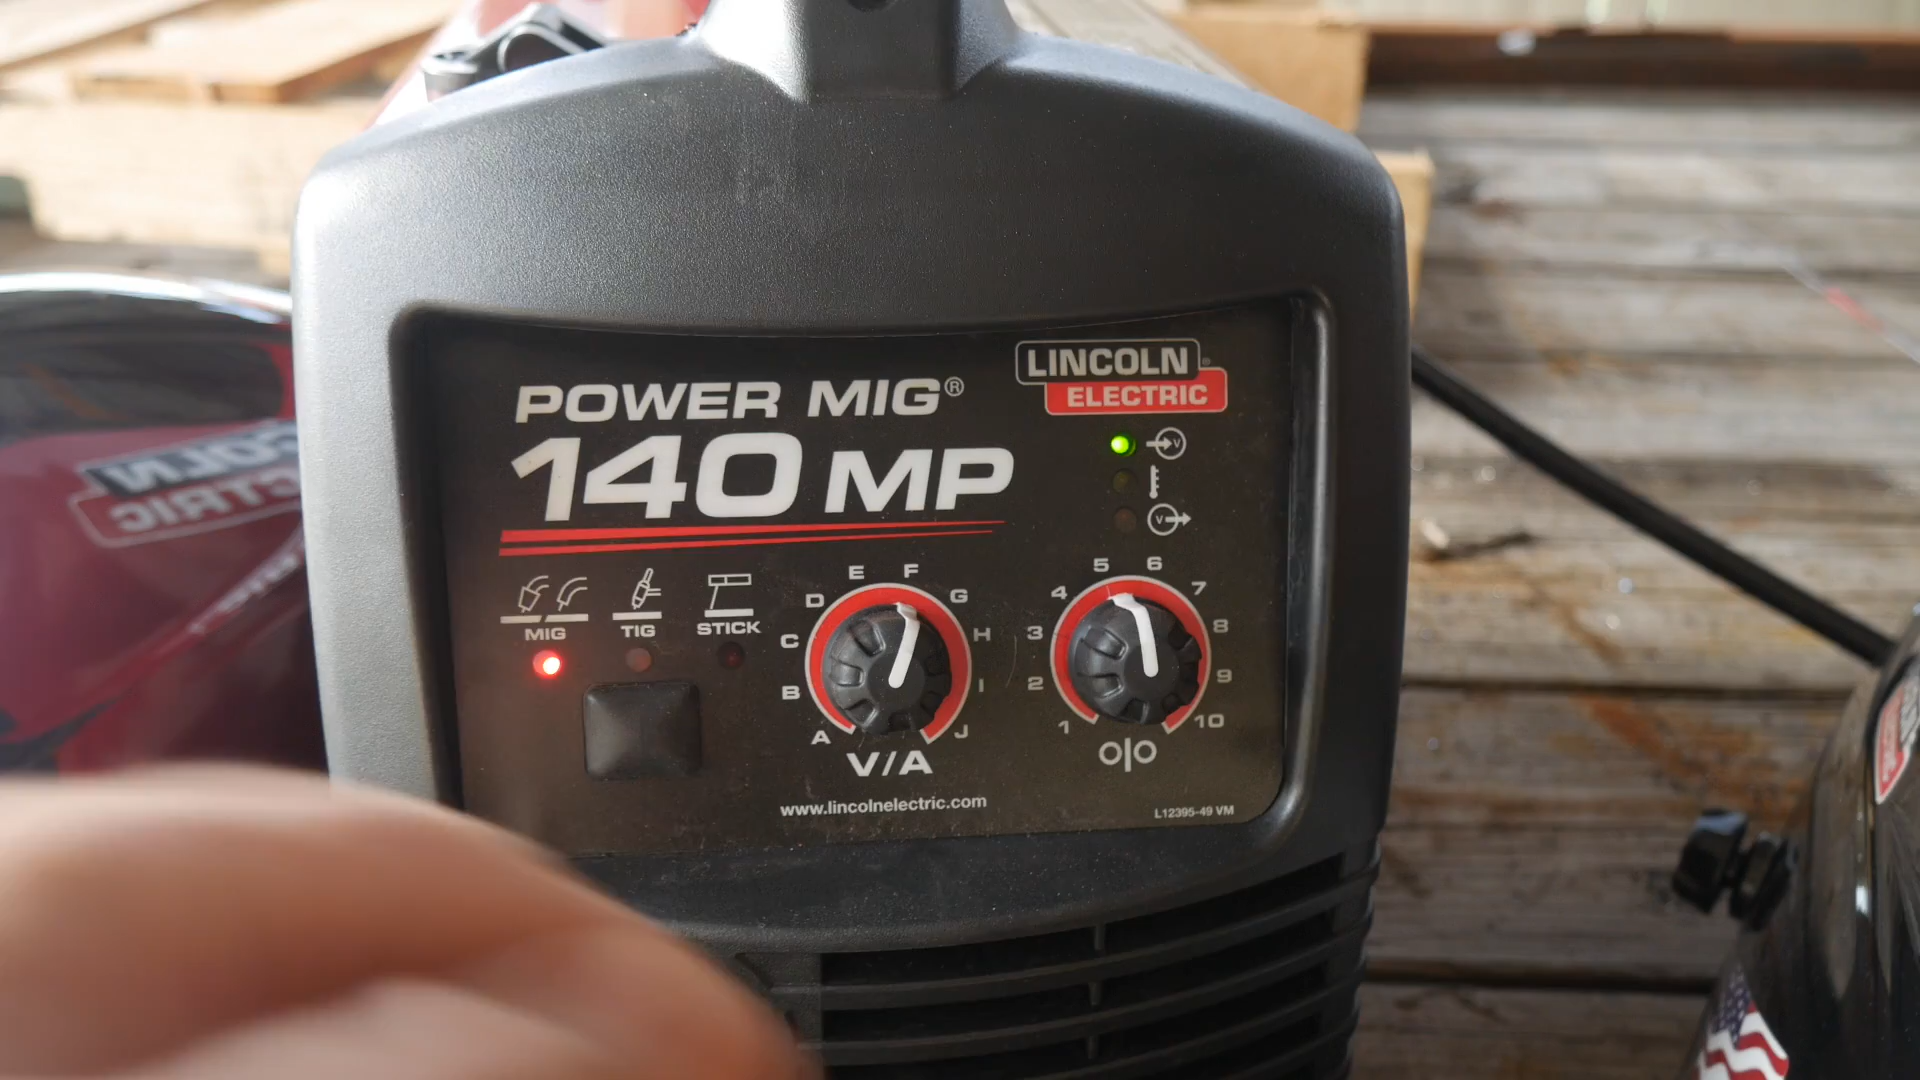 LINCOLN®
ELECTRIC
POWER MIG®
140 MP
V
V
MIG
TIG
STICK
A
B
C
D
E
F
G
H
I
J
V/A
1
2
3
4
5
6
7
8
9
10
www.lincolnelectric.com
L12395-49 VM